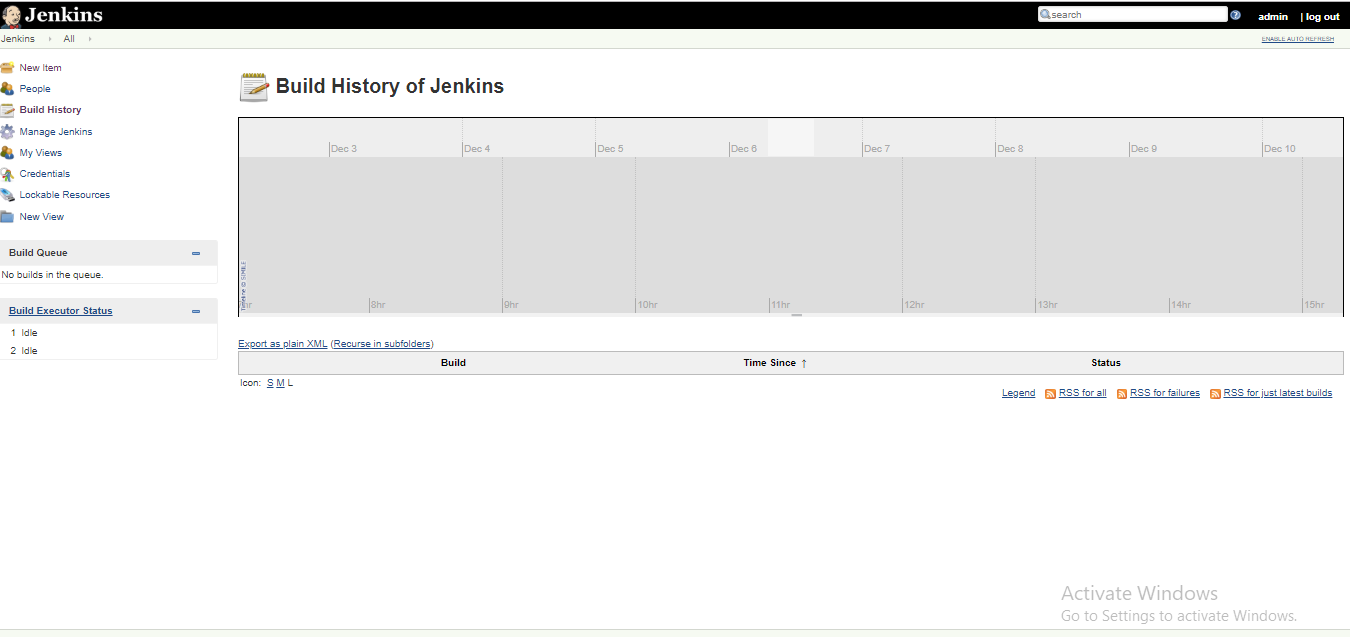 Jenkins
search
admin | log out
Jenkins All
ENABLE AUTO REFRESH
New Item
People
Build History
Manage Jenkins
My Views
Credentials
Lockable Resources
New View
Build Queue
No builds in the queue.
Build Executor Status
1 Idle
2 Idle
Build History of Jenkins
Dec 3 Dec 4 Dec 5 Dec 6 Dec 7 Dec 8 Dec 9 Dec 10
Timeline © SIMILE
8hr 9hr 10hr 11hr 12hr 13hr 14hr 15hr
Export as plain XML (Recurse in subfolders)
Build Time Since ↑ Status
Icon: S M L
Legend RSS for all RSS for failures RSS for just latest builds
Activate Windows
Go to Settings to activate Windows.